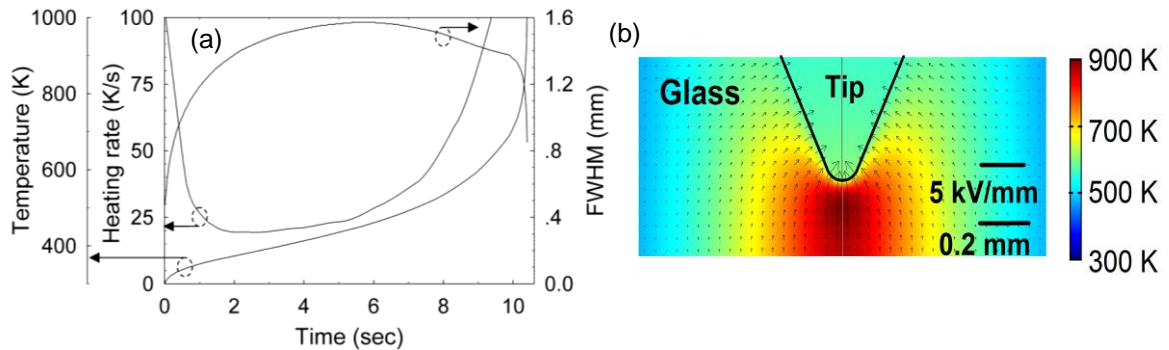 (a)
Temperature (K)
1000
800
600
400
Heating rate (K/s)
100
75
50
25
0
FWHM (mm)
1.6
1.2
.8
.4
0.0
0 2 4 6 8 10
Time (sec)
(b)
Glass
Tip
5 kV/mm
0.2 mm
900 K
700 K
500 K
300 K